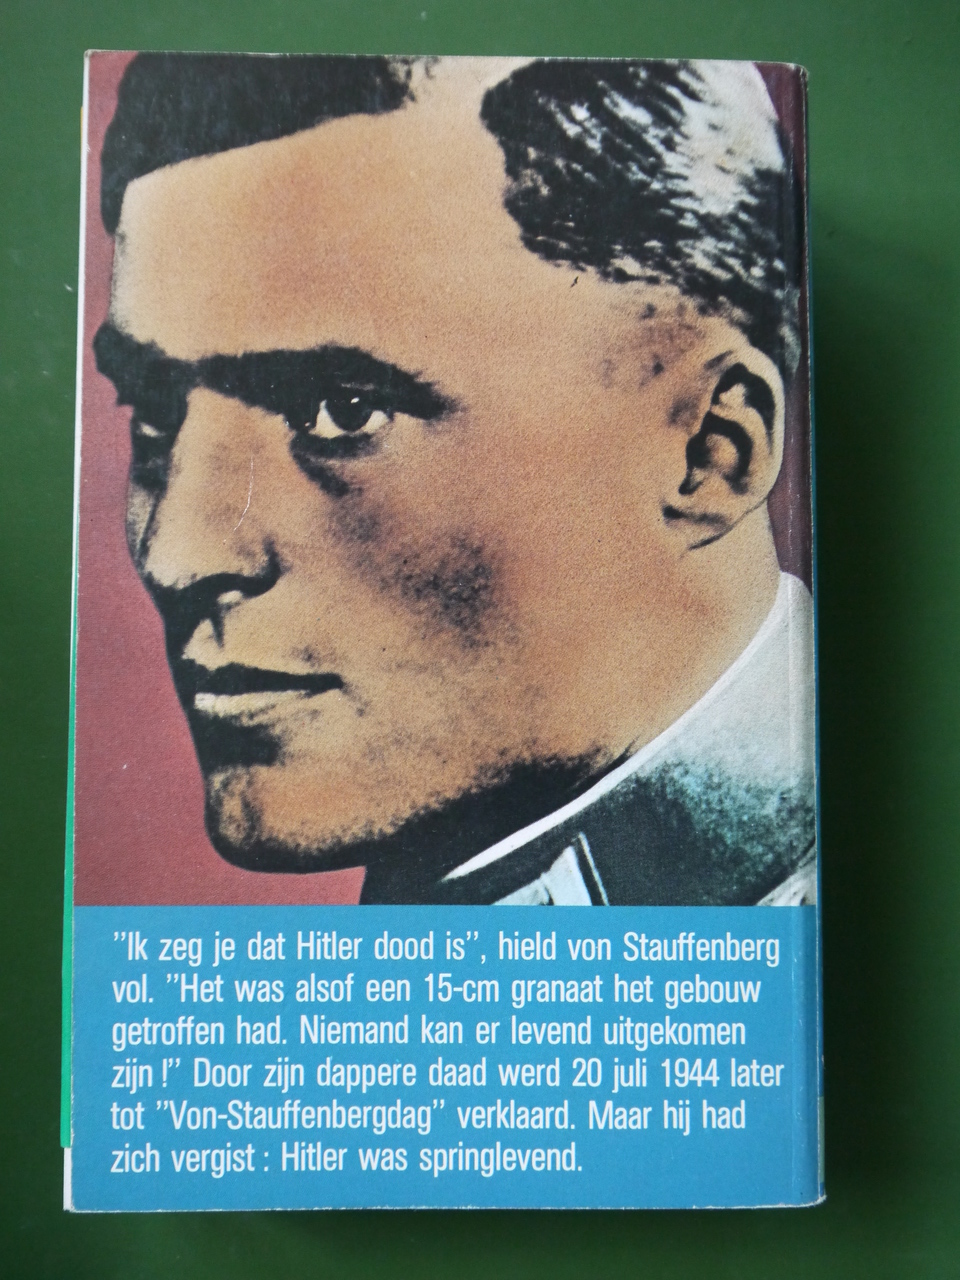 ”Ik zeg je dat Hitler dood is”, hield von Stauffenberg
vol. ”Het was alsof een 15-cm granaat het gebouw
getroffen had. Niemand kan er levend uitgekomen
zijn !” Door zijn dappere daad werd 20 juli 1944 later
tot ”Von-Stauffenbergdag” verklaard. Maar hij had
zich vergist : Hitler was springlevend.